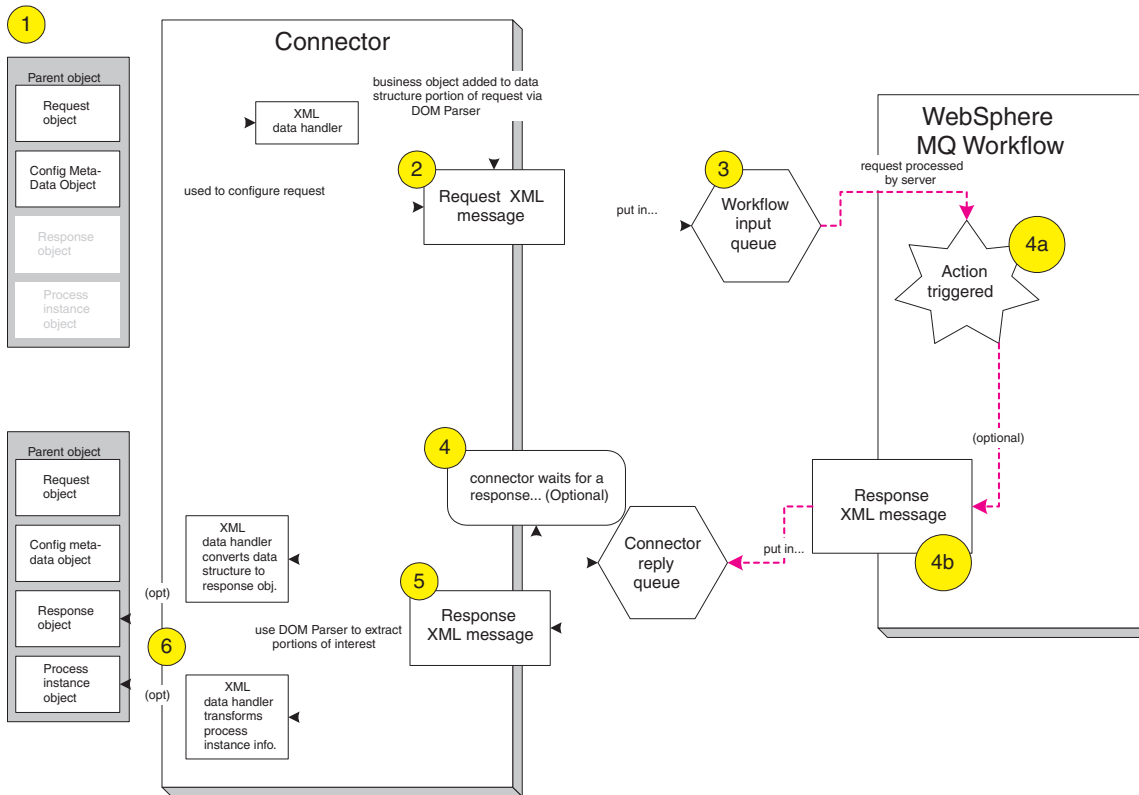 1
Parent object
Request
object
Config Meta-
Data Object
Response
object
Process
instance
object
Connector
XML
data handler
business object added to data
structure portion of request via
DOM Parser
used to configure request
2
Request XML
message
put in...
3
Workflow
input
queue
WebSphere
MQ Workflow
request processed
by server
4a
Action
triggered
(optional)
Response
XML message
4b
put in...
Connector
reply
queue
4
connector waits for a
response... (Optional)
5
Response
XML message
use DOM Parser to extract
portions of interest
XML
data handler
converts data
structure to
response obj.
(opt)
6
(opt)
XML
data handler
transforms
process
instance info.
Parent object
Request
object
Config meta-
data object
Response
object
Process
instance
object